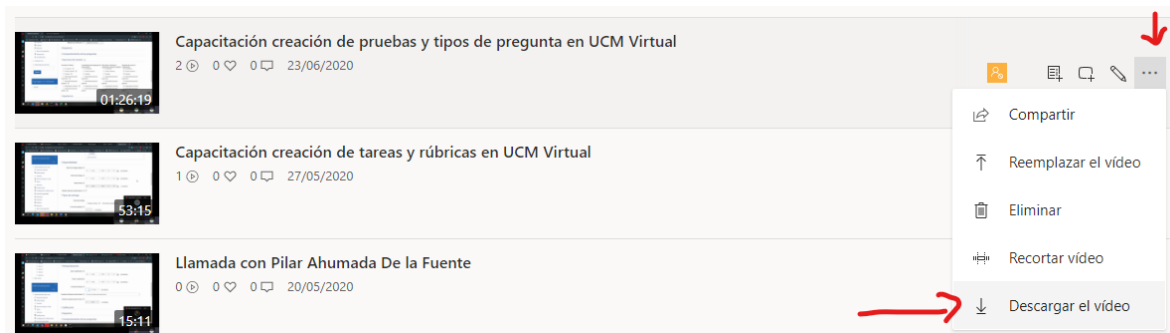 Capacitación creación de pruebas y tipos de pregunta en UCM Virtual
2 0 0 23/06/2020
01:26:19
Compartir
Reemplazar el vídeo
Capacitación creación de tareas y rúbricas en UCM Virtual
1 0 0 27/05/2020
53:15
Eliminar
Recortar vídeo
Llamada con Pilar Ahumada De la Fuente
0 0 0 20/05/2020
15:11
Descargar el vídeo